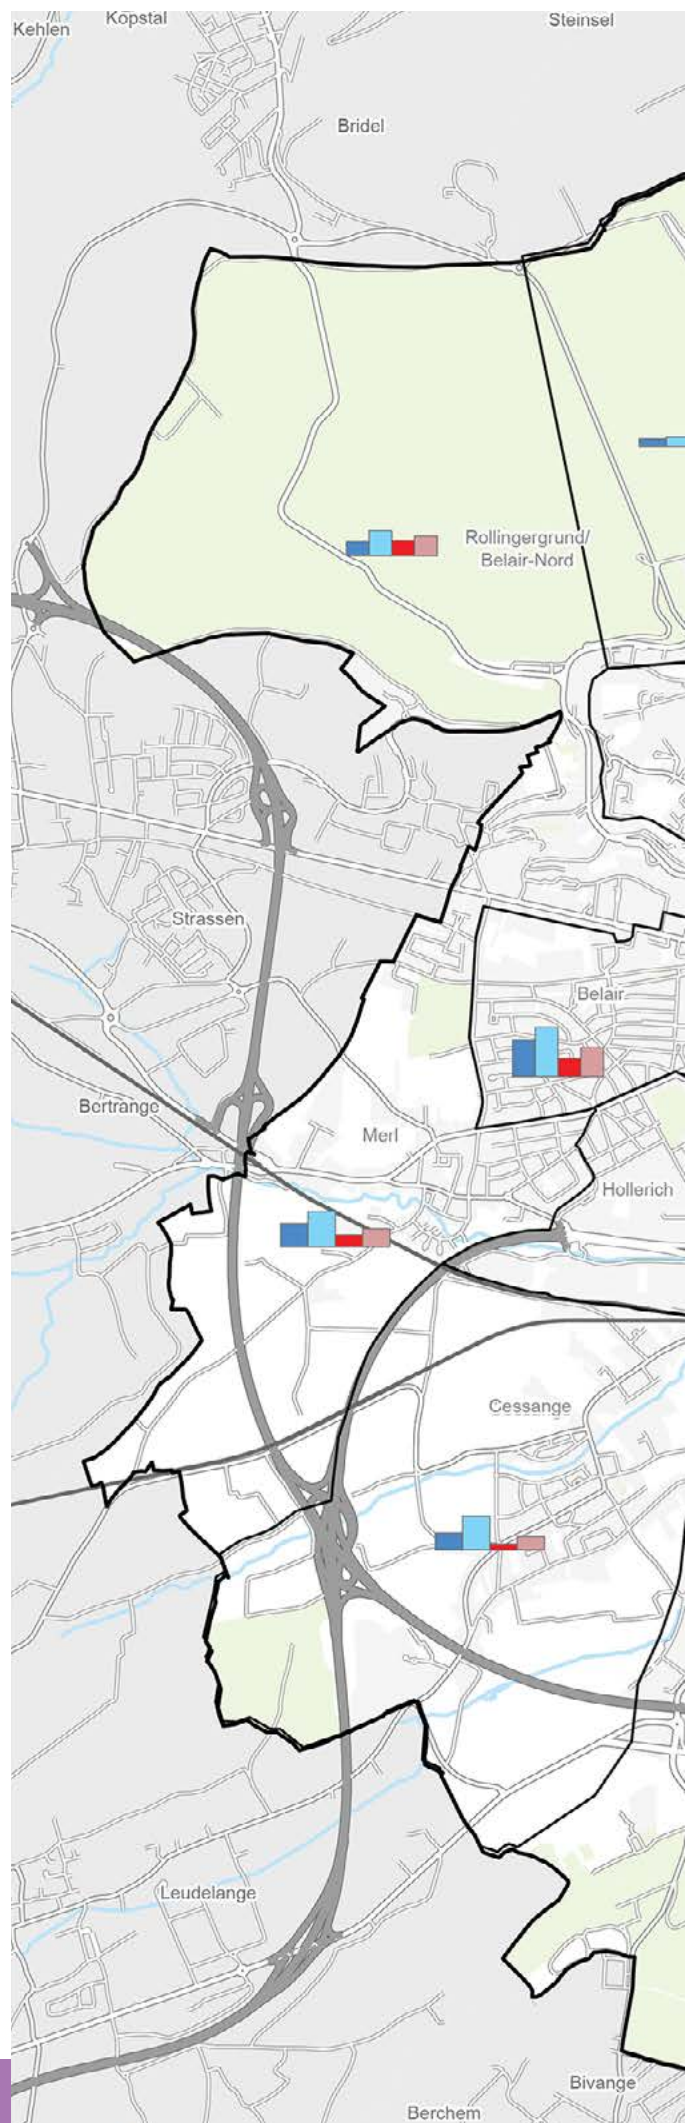 Kopstal
Steinsel
Kehlen
Bridel
Rollingergrund/
Belair-Nord
Strassen
Belair
Bertrange
Merl
Hollerich
Cessange
Leudelange
Bivange
Berchem